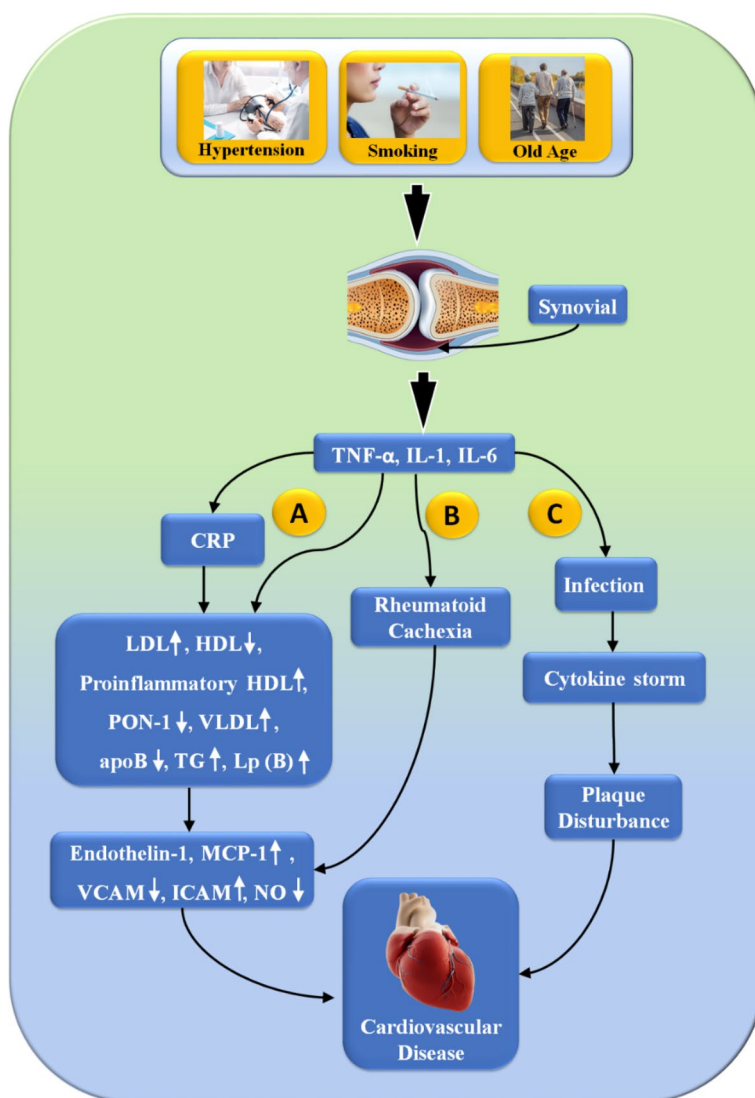 Hypertension
Smoking
Old Age
Synovial
TNF-α, IL-1, IL-6
A
B
C
CRP
Infection
Rheumatoid
Cachexia
LDL↑, HDL↓,
Proinflammatory HDL↑,
PON-1↓, VLDL↑,
apoB↓, TG↑, Lp (B)↑
Cytokine storm
Plaque
Disturbance
Endothelin-1, MCP-1↑,
VCAM↓, ICAM↑, NO↓
Cardiovascular
Disease